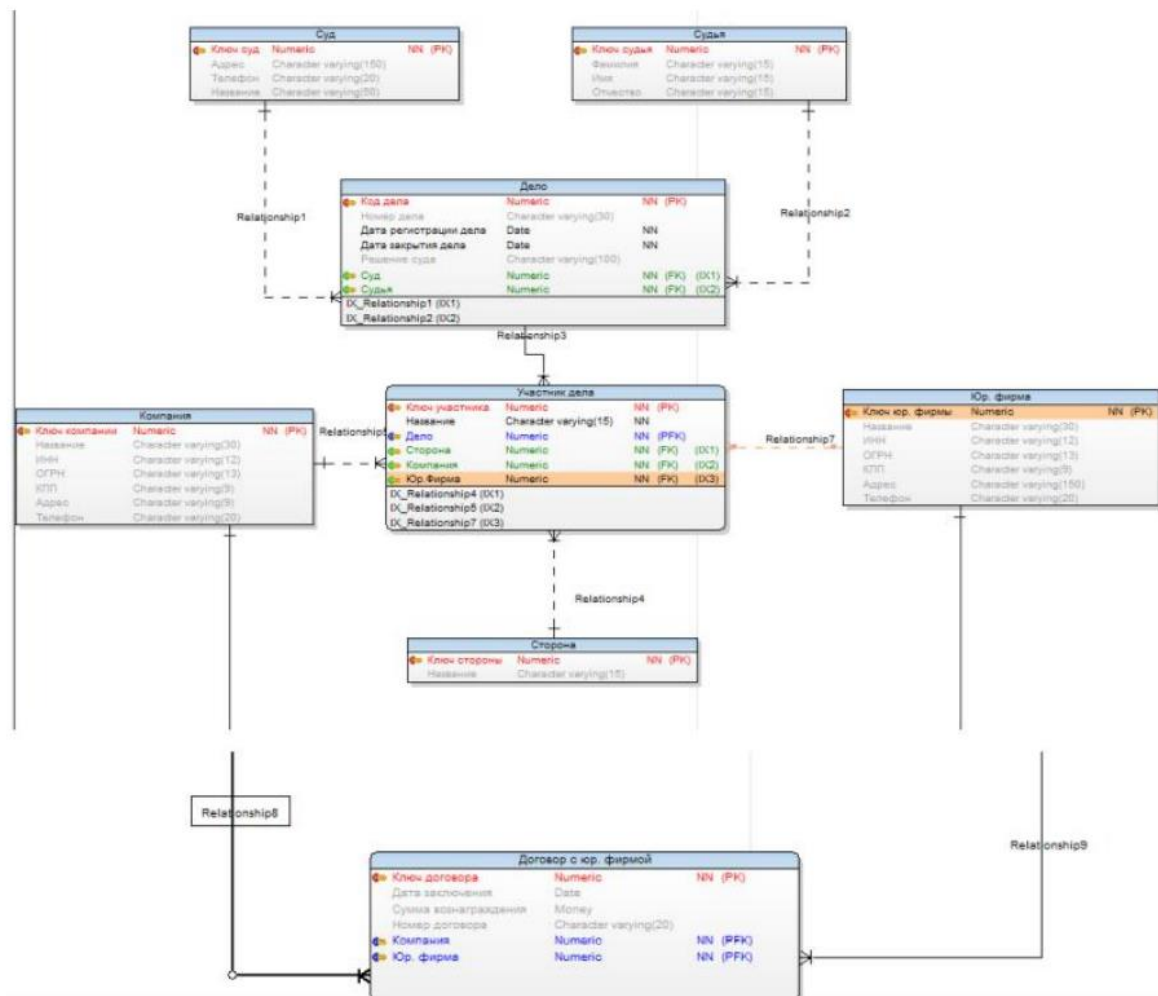 Суд
Ключ суд Numeric NN (PK)
Адрес Character varying(150)
Телефон Character varying(20)
Название Character varying(50)
Судья
Ключ судья Numeric NN (PK)
Фамилия Character varying(15)
Имя Character varying(15)
Отчество Character varying(15)
Relationship1
Relationship2
Дело
Код дела Numeric NN (PK)
Номер дела Character varying(30)
Дата регистрации дела Date NN
Дата закрытия дела Date NN
Решение суда Character varying(100)
Суд Numeric NN (FK) (IX1)
Судья Numeric NN (FK) (IX2)
IX_Relationship1 (IX1)
IX_Relationship2 (IX2)
Relationship3
Компания
Ключ компании Numeric NN (PK)
Название Character varying(30)
ИНН Character varying(12)
ОГРН Character varying(13)
КПП Character varying(9)
Адрес Character varying(9)
Телефон Character varying(20)
Участник дела
Ключ участника Numeric NN (PK)
Название Character varying(15) NN
Дело Numeric NN (PFK)
Сторона Numeric NN (FK) (IX1)
Компания Numeric NN (FK) (IX2)
Юр.Фирма Numeric NN (FK) (IX3)
IX_Relationship4 (IX1)
IX_Relationship5 (IX2)
IX_Relationship7 (IX3)
Relationship7
Юр. фирма
Ключ юр. фирмы Numeric NN (PK)
Название Character varying(30)
ИНН Character varying(12)
ОГРН Character varying(13)
КПП Character varying(9)
Адрес Character varying(150)
Телефон Character varying(20)
Relationship4
Сторона
Ключ стороны Numeric NN (PK)
Название Character varying(15)
Relationship8
Relationship9
Договор с юр. фирмой
Ключ договора Numeric NN (PK)
Дата заключения Date
Сумма вознаграждения Money
Номер договора Character varying(20)
Компания Numeric NN (PFK)
Юр. фирма Numeric NN (PFK)